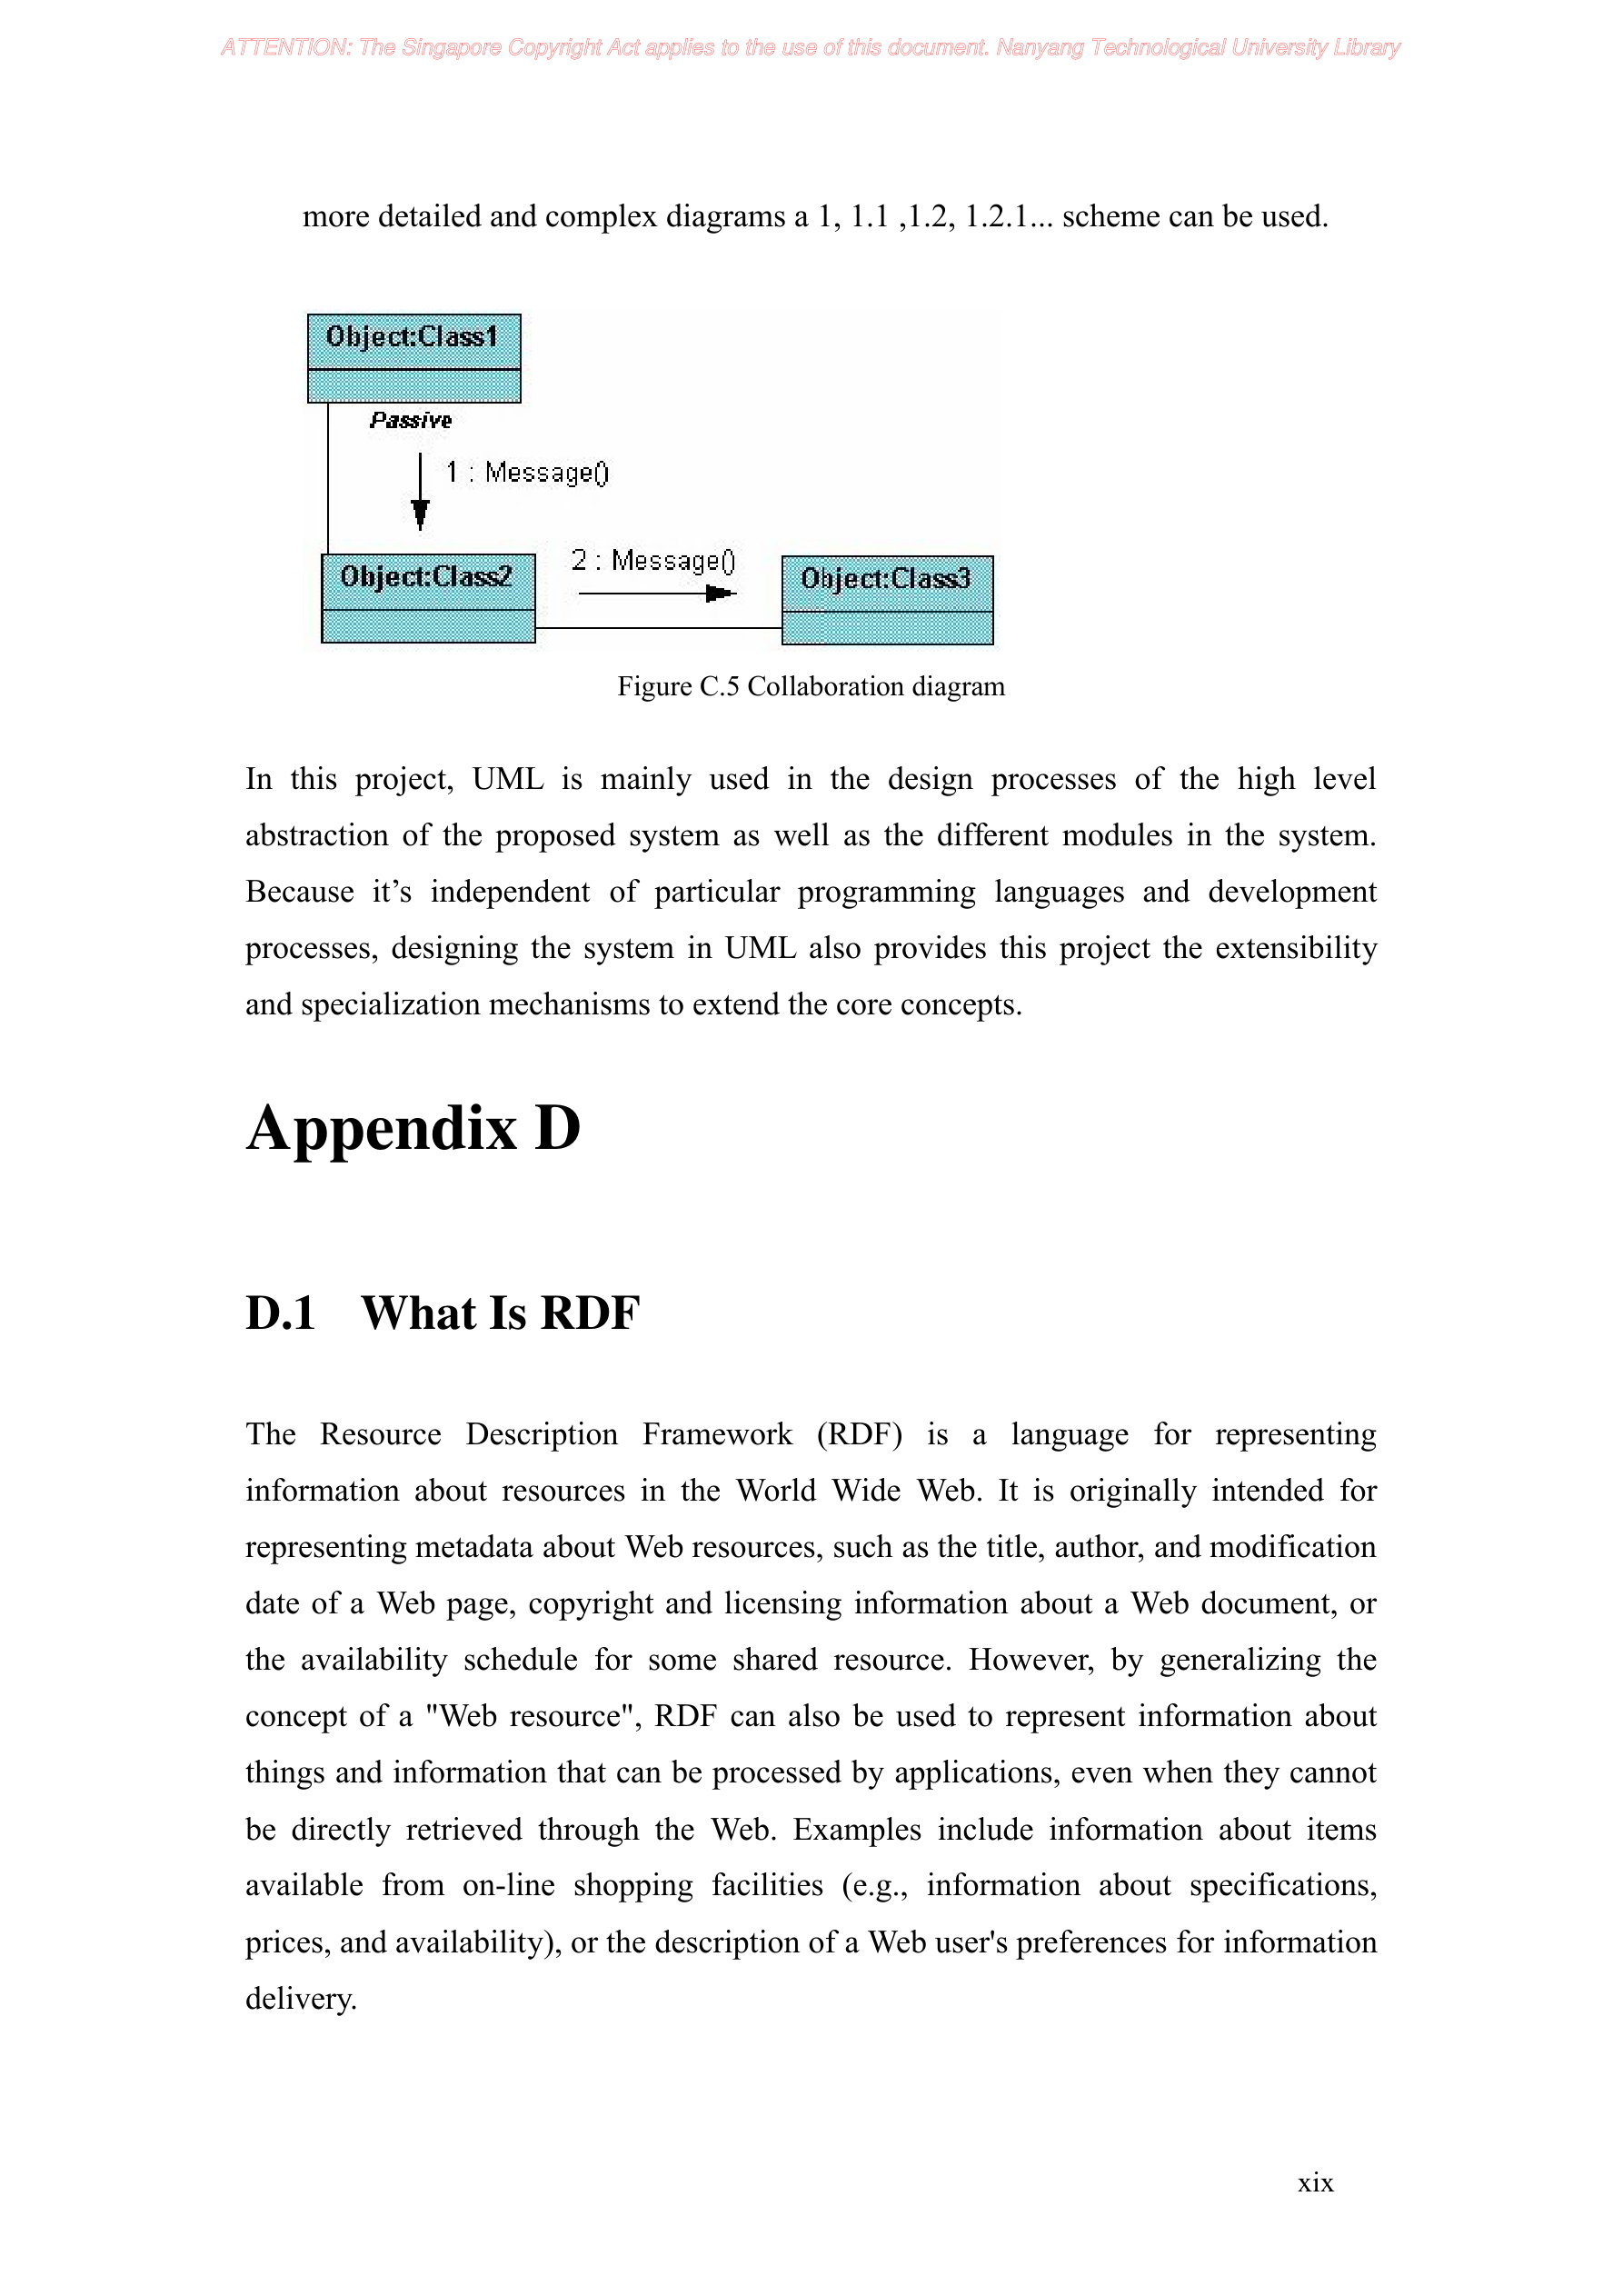 ATTENTION: The Singapore Copyright Act applies to the use of this document. Nanyang Technological University Library
more detailed and complex diagrams a 1, 1.1 ,1.2, 1.2.1... scheme can be used.
Object:Class1
Passive
1 : Message()
2 : Message()
Object:Class2
Object:Class3
Figure C.5 Collaboration diagram
In this project, UML is mainly used in the design processes of the high level
abstraction of the proposed system as well as the different modules in the system.
Because it’s independent of particular programming languages and development
processes, designing the system in UML also provides this project the extensibility
and specialization mechanisms to extend the core concepts.
Appendix D
D.1 What Is RDF
The Resource Description Framework (RDF) is a language for representing
information about resources in the World Wide Web. It is originally intended for
representing metadata about Web resources, such as the title, author, and modification
date of a Web page, copyright and licensing information about a Web document, or
the availability schedule for some shared resource. However, by generalizing the
concept of a "Web resource", RDF can also be used to represent information about
things and information that can be processed by applications, even when they cannot
be directly retrieved through the Web. Examples include information about items
available from on-line shopping facilities (e.g., information about specifications,
prices, and availability), or the description of a Web user's preferences for information
delivery.
xix